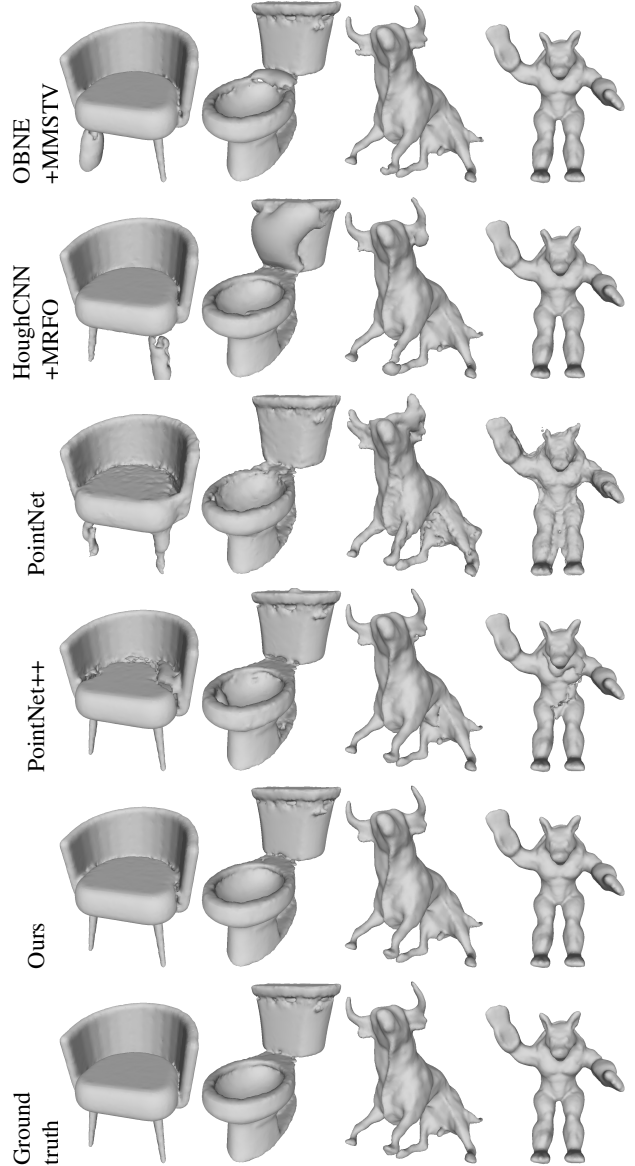 OBNE
+MMSTV
HoughCNN
+MRFO
PointNet
PointNet++
Ours
Ground
truth